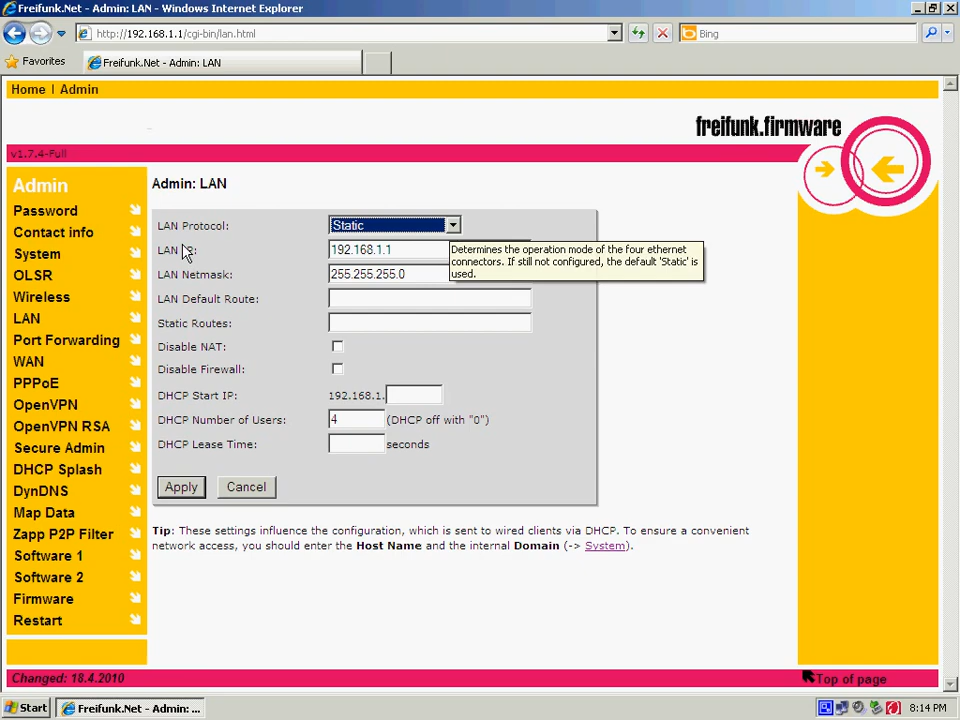 Freifunk.Net - Admin: LAN - Windows Internet Explorer
http://192.168.1.1/cgi-bin/lan.html
Bing
Favorites
Freifunk.Net - Admin: LAN
Home | Admin
freifunk.firmware
v1.7.4-Full
Admin
Password
Contact info
System
OLSR
Wireless
LAN
Port Forwarding
WAN
PPPoE
OpenVPN
OpenVPN RSA
Secure Admin
DHCP Splash
DynDNS
Map Data
Zapp P2P Filter
Software 1
Software 2
Firmware
Restart
Admin: LAN
LAN Protocol: Static
LAN IP: 192.168.1.1
Determines the operation mode of the four ethernet
connectors. If still not configured, the default 'Static' is
used.
LAN Netmask: 255.255.255.0
LAN Default Route:
Static Routes:
Disable NAT:
Disable Firewall:
DHCP Start IP: 192.168.1.
DHCP Number of Users: 4 (DHCP off with "0")
DHCP Lease Time: seconds
Apply Cancel
Tip: These settings influence the configuration, which is sent to wired clients via DHCP. To ensure a convenient
network access, you should enter the Host Name and the internal Domain (-> System).
Changed: 18.4.2010
Top of page
Start
Freifunk.Net - Admin: ...
8:14 PM